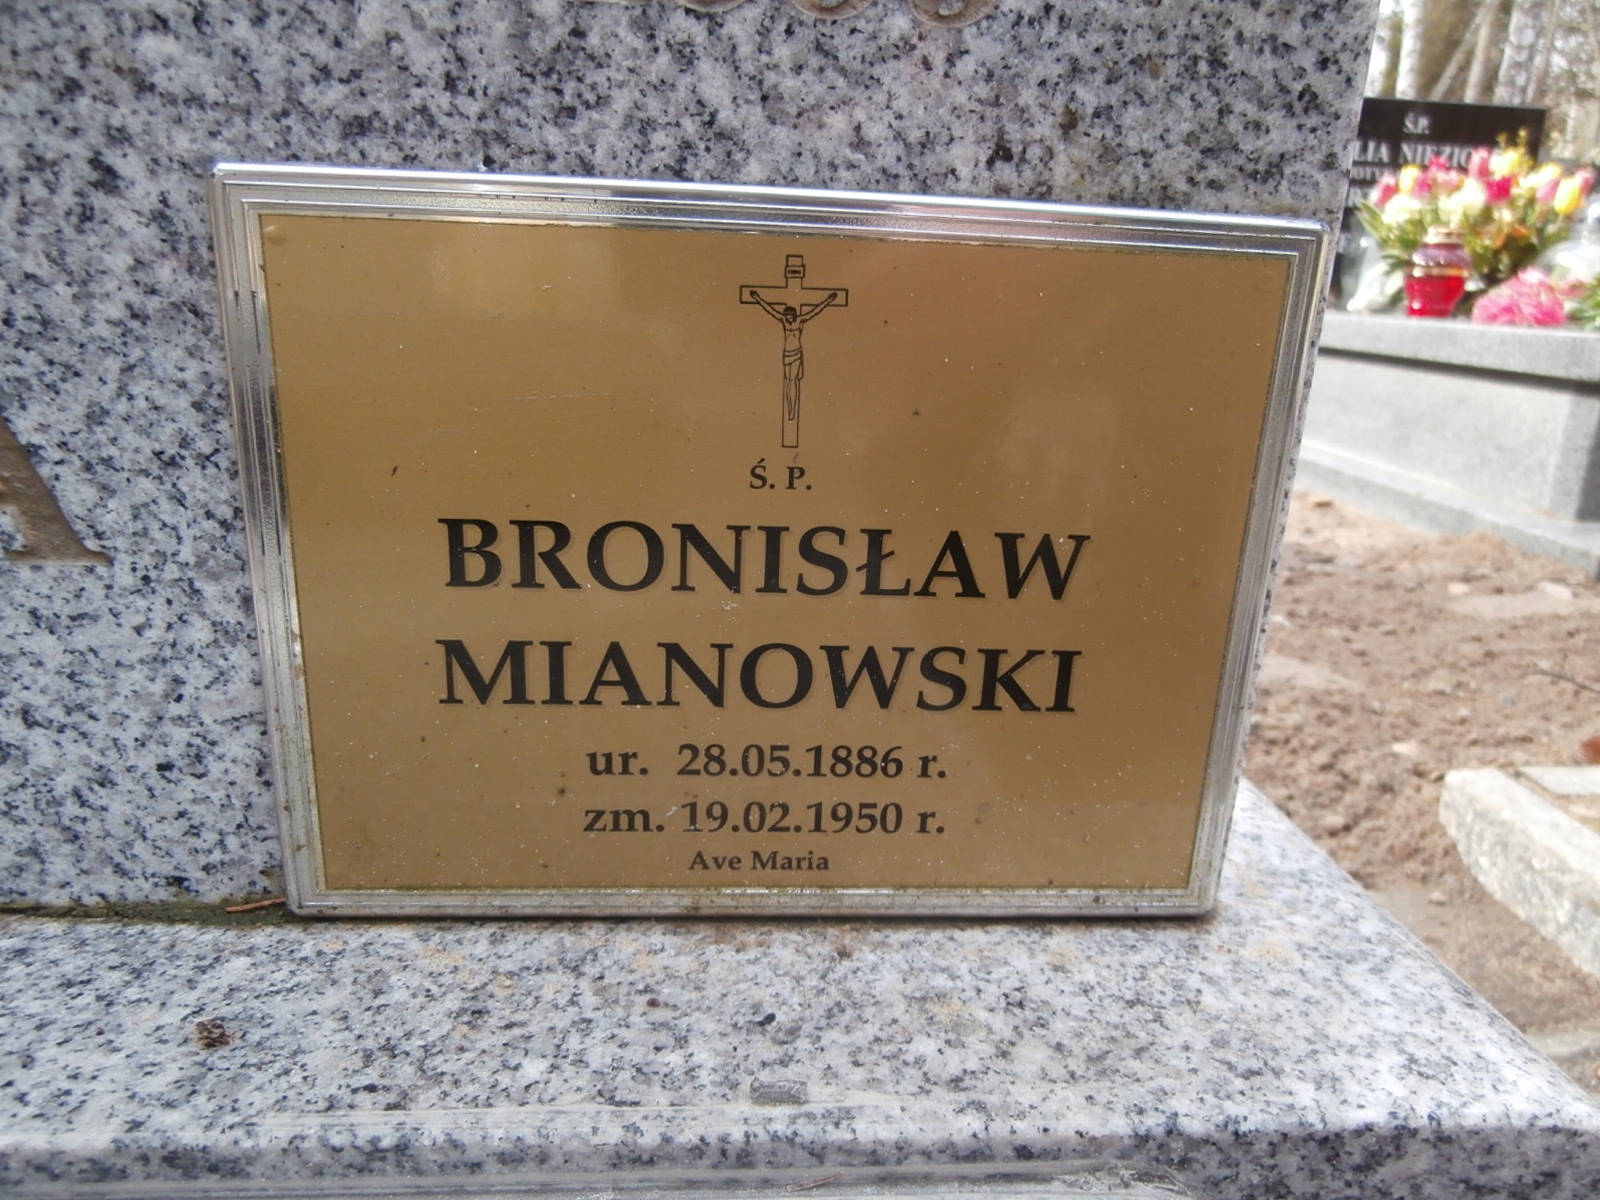 Ś. P.
BRONISŁAW
MIANOWSKI
ur. 28.05.1886 r.
zm. 19.02.1950 r.
Ave Maria
Ś.P.